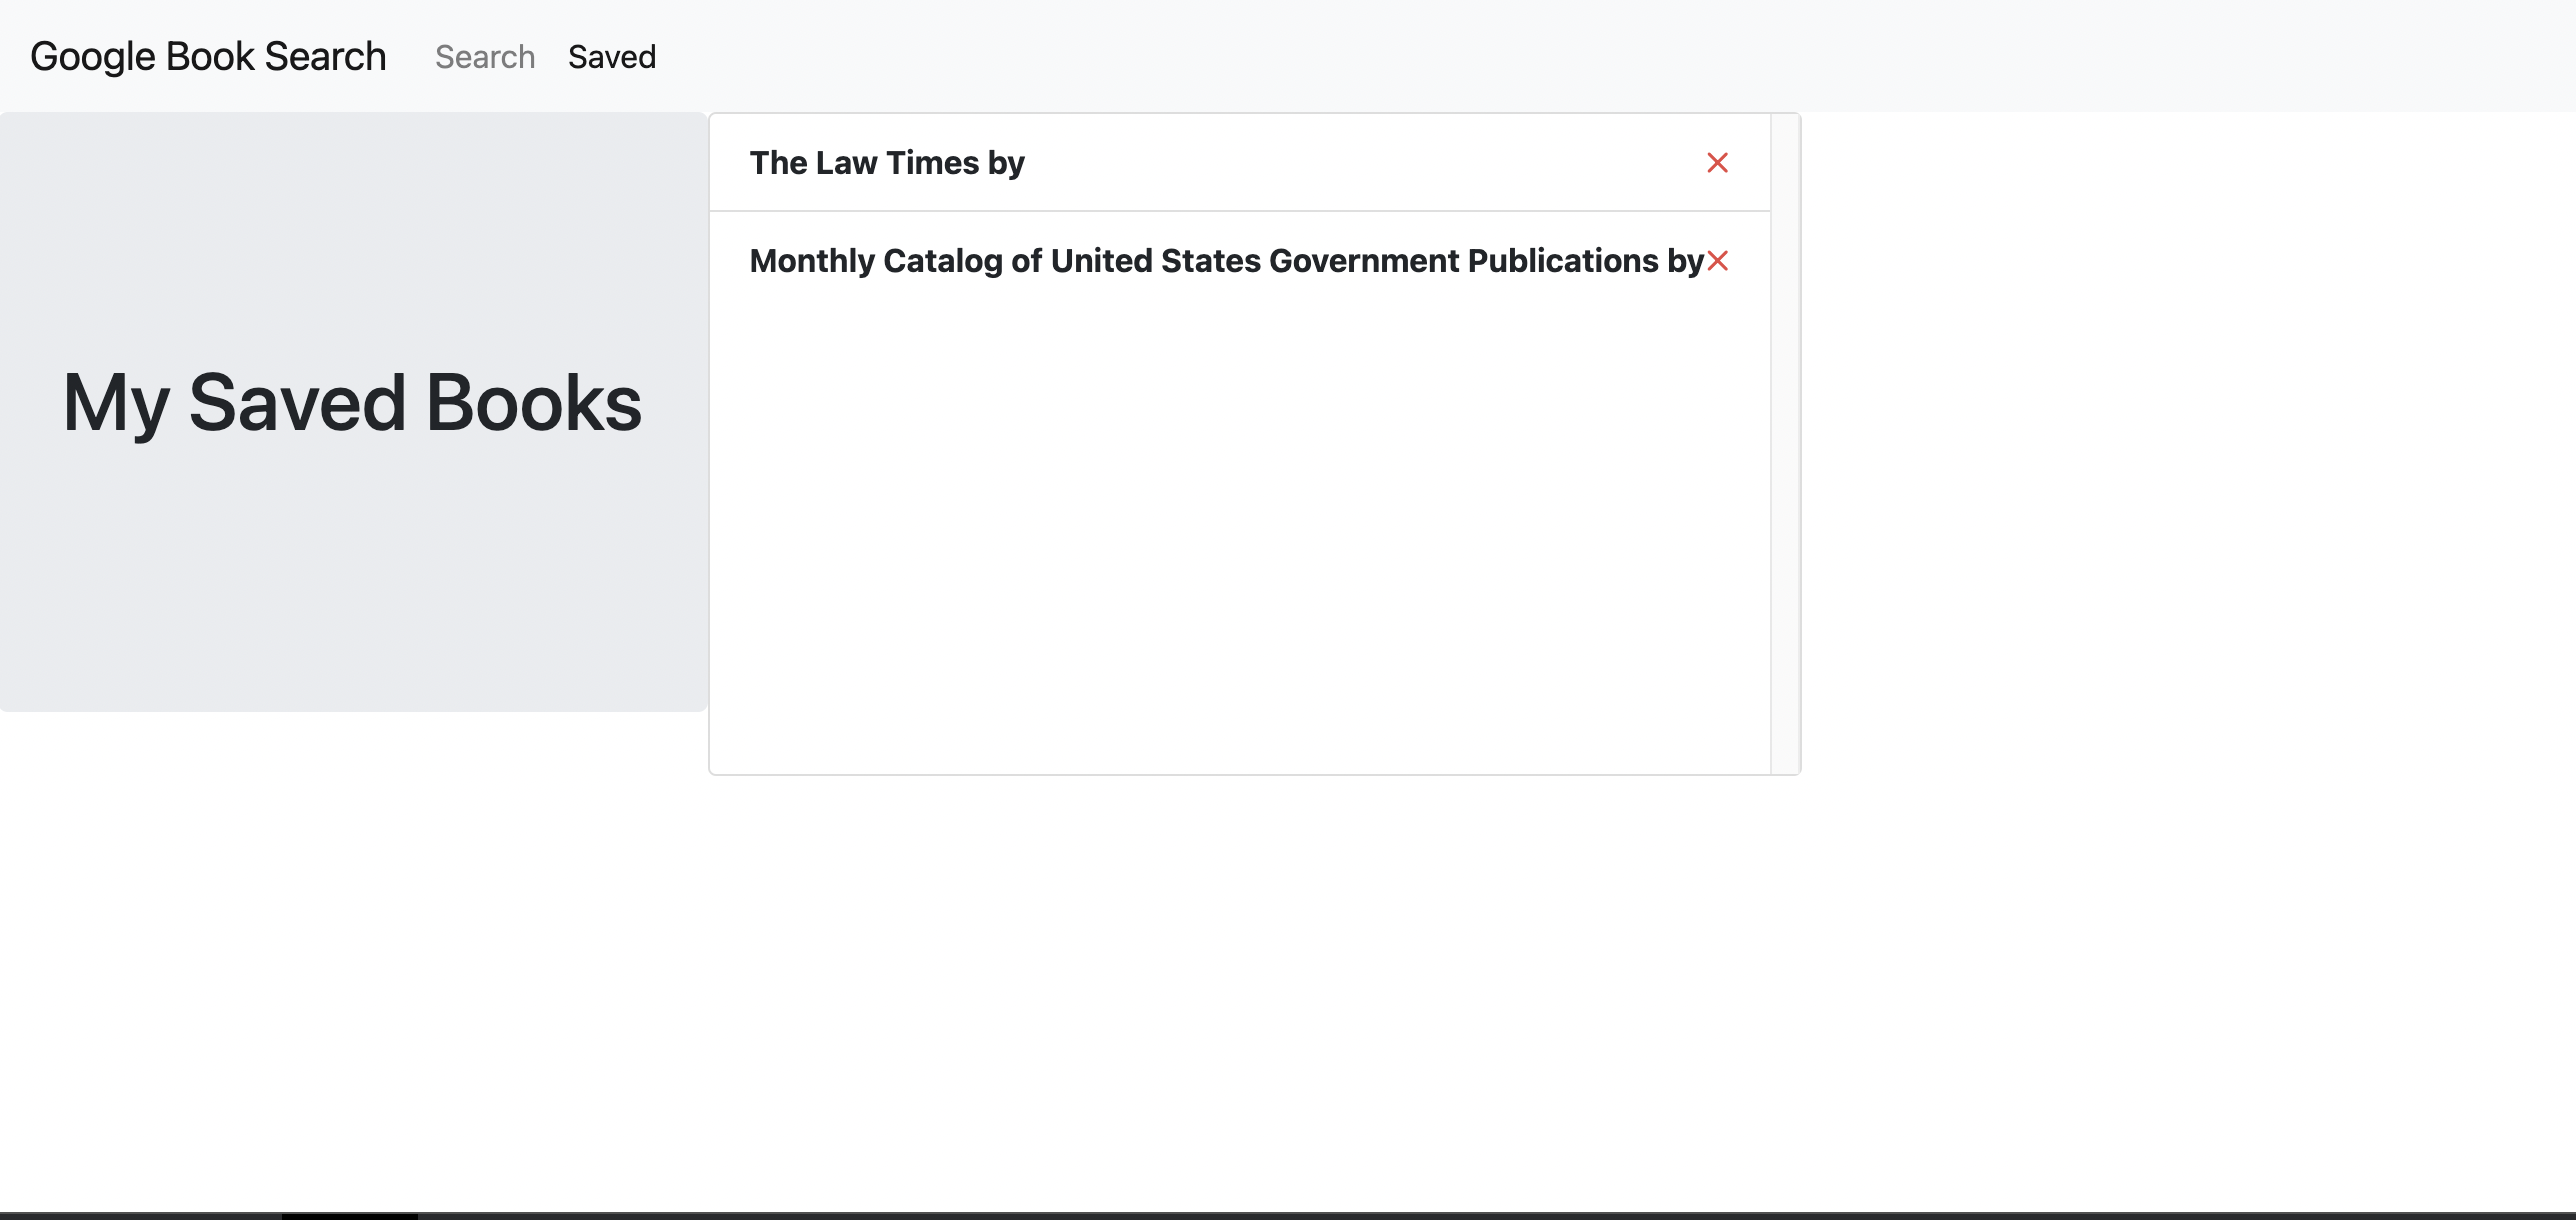 Google Book Search Search Saved
My Saved Books
The Law Times by
Monthly Catalog of United States Government Publications by